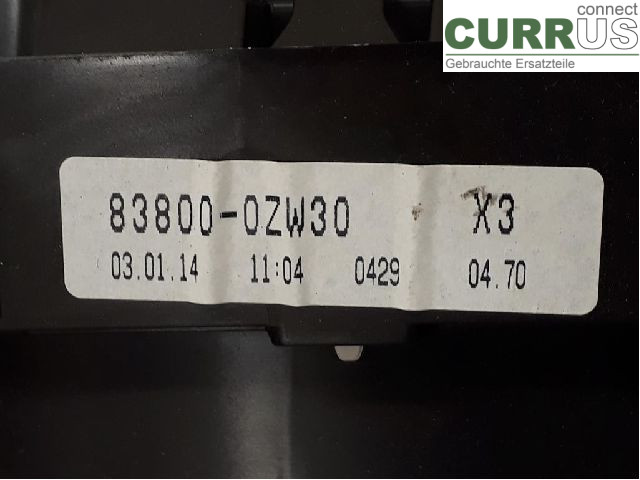 connect
CURRUS
Gebrauchte Ersatzteile
83800-0ZW30 X3
03.01.14 11:04 0429 04.70